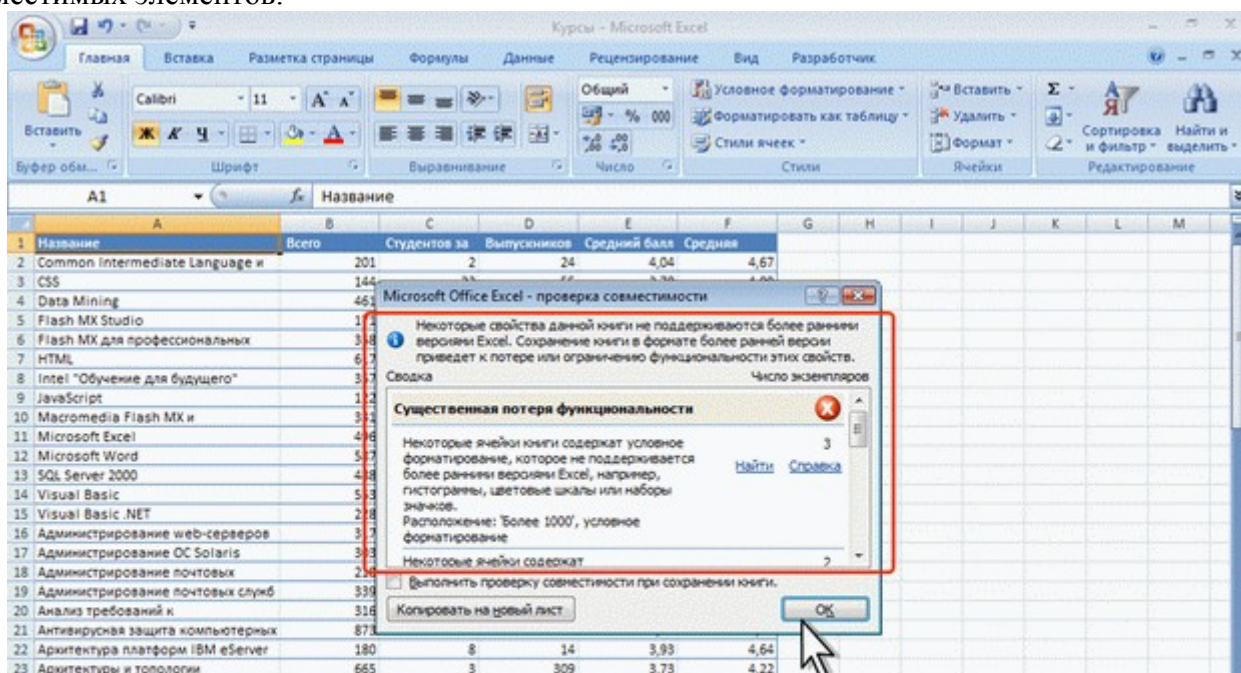 элементов.
Курсы - Microsoft Excel
Главная Вставка Разметка страницы Формулы Данные Рецензирование Вид Разработчик
Calibri 11 Общий Условное форматирование Вставить Σ
Вставить Ж К Ч % 000 Форматировать как таблицу Удалить Сортировка и фильтр Найти и выделить
Стили ячеек Формат
Буфер обм... Шрифт Выравнивание Число Стили Ячейки Редактирование
A1 fx Название
A B C D E F G H I J K L M
1 Название Всего Студентов за Выпускников Средний балл Средняя
2 Common Intermediate Language и 201 2 24 4,04 4,67
3 CSS 144
4 Data Mining 461
5 Flash MX Studio
6 Flash MX для профессиональных
7 HTML
8 Intel "Обучение для будущего"
9 JavaScript
10 Macromedia Flash MX и
11 Microsoft Excel
12 Microsoft Word
13 SQL Server 2000
14 Visual Basic
15 Visual Basic .NET
16 Администрирование web-серверов
17 Администрирование ОС Solaris
18 Администрирование почтовых
19 Администрирование почтовых служб 339
20 Анализ требований к 316
21 Антивирусная защита компьютерных 873
22 Архитектура платформ IBM eServer 180 8 14 3,93 4,64
23 Архитектуры и топологии 665 3 309 3,73 4,22
Microsoft Office Excel - проверка совместимости
Некоторые свойства данной книги не поддерживаются более ранними
версиями Excel. Сохранение книги в формате более ранней версии
приведет к потере или ограничению функциональности этих свойств.
Сводка Число экземпляров
Существенная потеря функциональности
Некоторые ячейки книги содержат условное 3
форматирование, которое не поддерживается Найти Справка
более ранними версиями Excel, например,
гистограммы, цветовые шкалы или наборы
значков.
Расположение: 'Более 1000', условное
форматирование
Некоторые ячейки содержат 2
Выполнить проверку совместимости при сохранении книги.
Копировать на новый лист OK